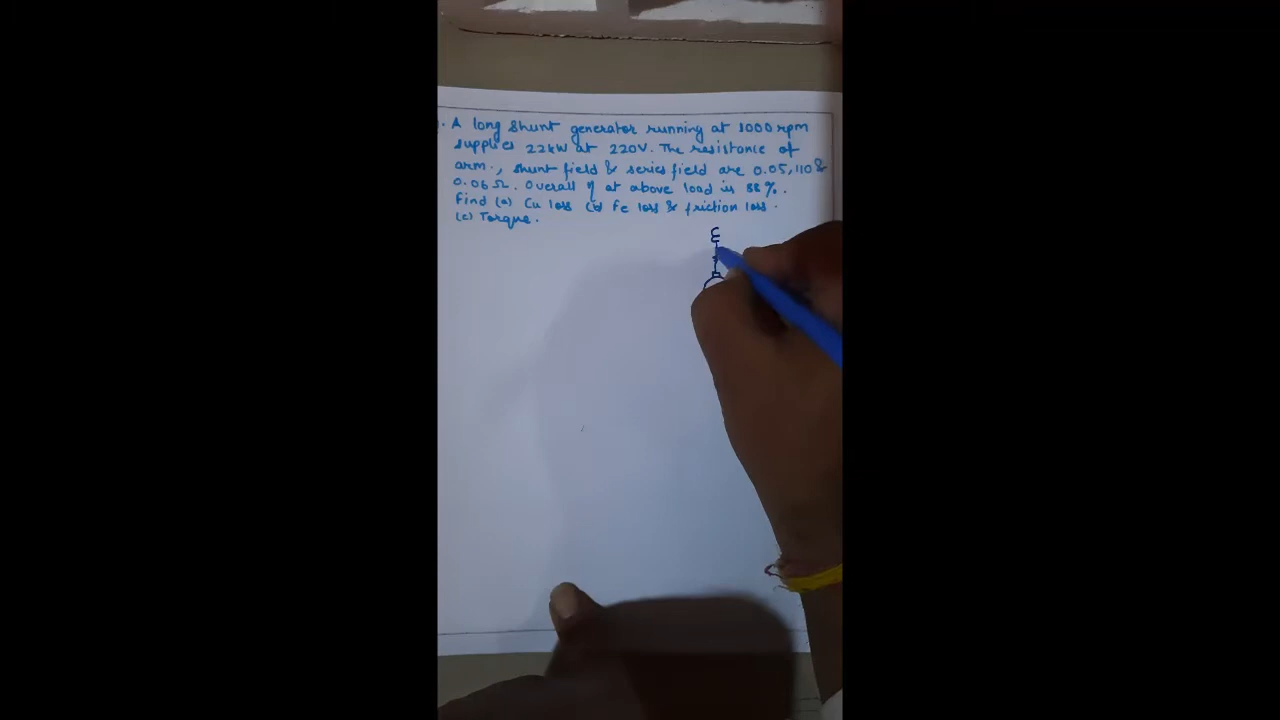 . A long shunt generator running at 1000 rpm
supplies 22kW at 220V. The resistance of
arm., shunt field & series field are 0.05, 110 &
0.06 Ω. Overall η at above load is 88%.
Find (a) Cu loss (b) Fe loss & friction loss.
(c) Torque.